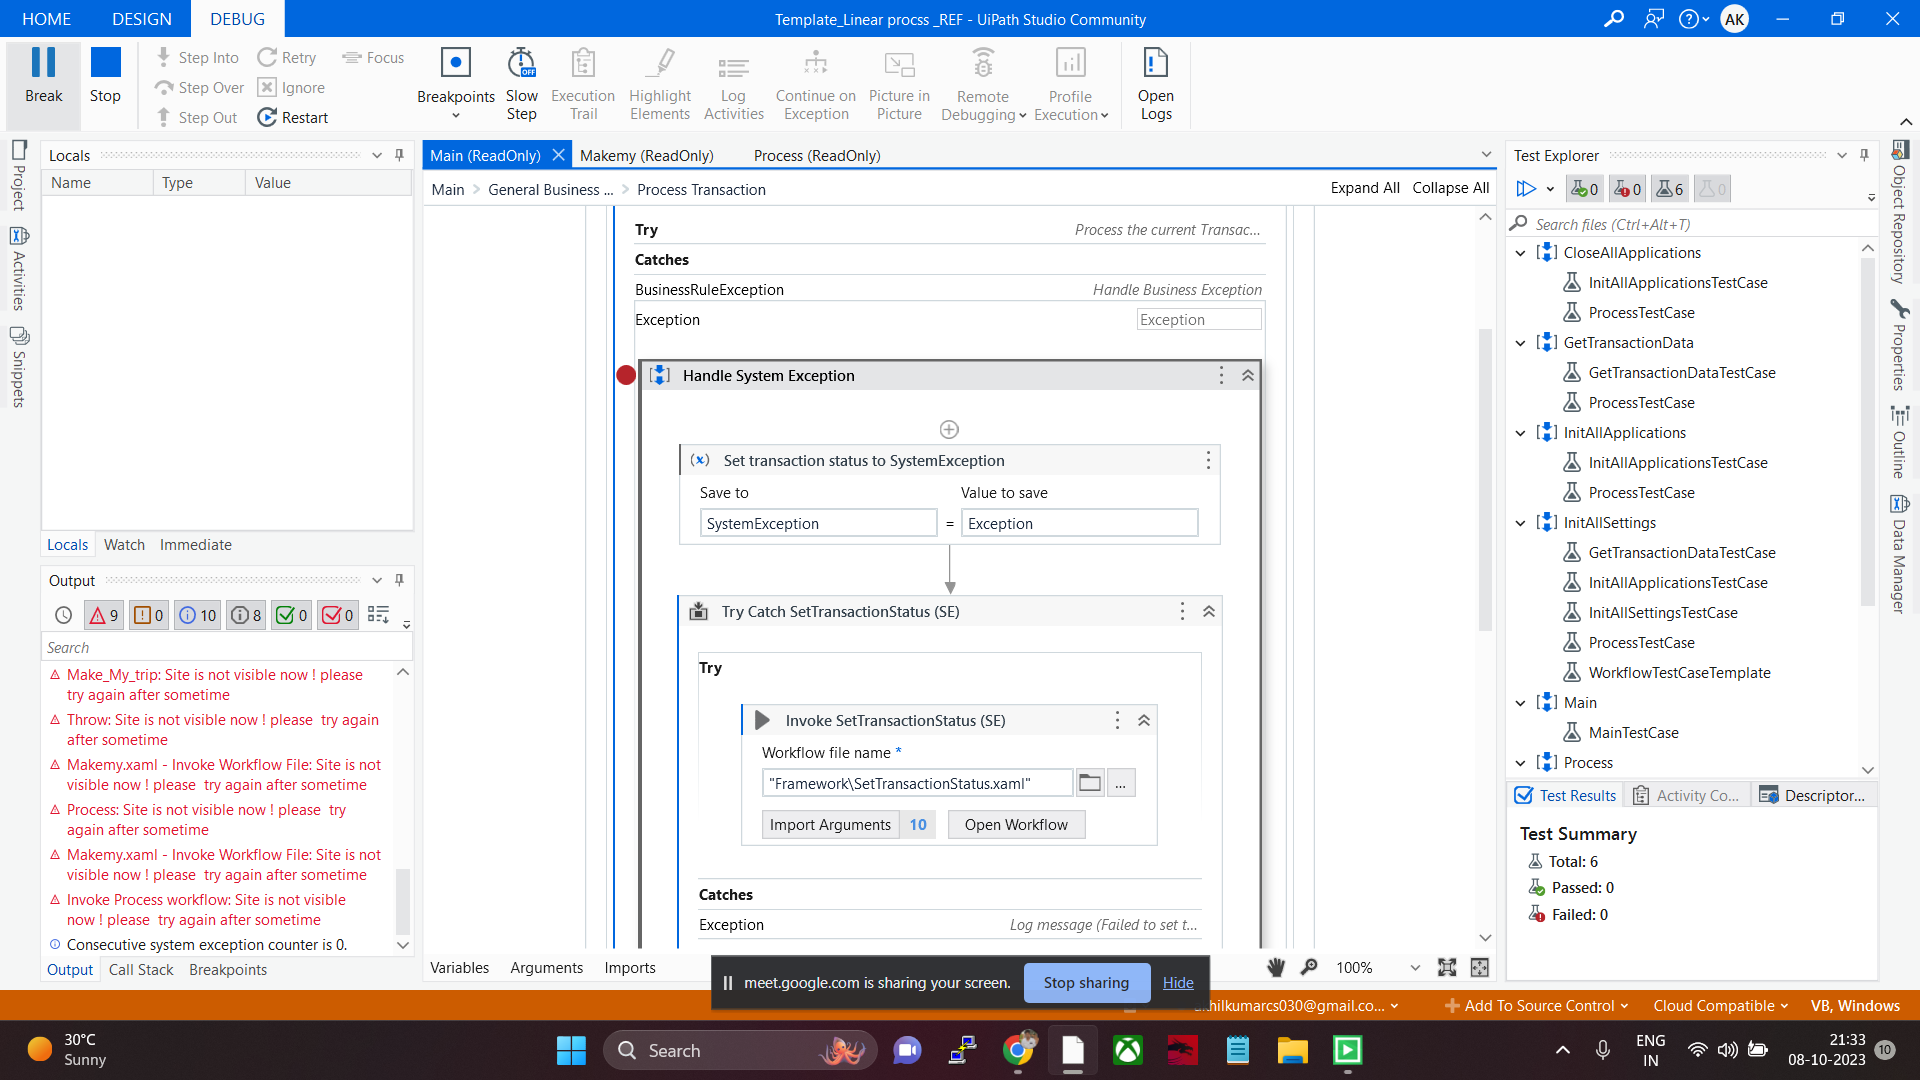 HOME DESIGN DEBUG
Template_Linear procss _REF - UiPath Studio Community
AK
Break Stop
Step Into Retry Focus
Step Over Ignore
Step Out Restart
Breakpoints
Slow Step
Execution Trail
Highlight Elements
Log Activities
Continue on Exception
Picture in Picture
Remote Debugging
Profile Execution
Open Logs
Project
Activities
Snippets
Locals
Name Type Value
Locals Watch Immediate
Output
9 0 10 8 0 0
Search
Make_My_trip: Site is not visible now ! please
try again after sometime
Throw: Site is not visible now ! please  try again
after sometime
Makemy.xaml - Invoke Workflow File: Site is not
visible now ! please  try again after sometime
Process: Site is not visible now ! please  try
again after sometime
Makemy.xaml - Invoke Workflow File: Site is not
visible now ! please  try again after sometime
Invoke Process workflow: Site is not visible
now ! please  try again after sometime
Consecutive system exception counter is 0.
Output Call Stack Breakpoints
Main (ReadOnly) Makemy (ReadOnly) Process (ReadOnly)
Main > General Business ... > Process Transaction
Expand All Collapse All
Try Process the current Transac...
Catches
BusinessRuleException Handle Business Exception
Exception Exception
Handle System Exception
Set transaction status to SystemException
Save to Value to save
SystemException = Exception
Try Catch SetTransactionStatus (SE)
Try
Invoke SetTransactionStatus (SE)
Workflow file name *
"Framework\SetTransactionStatus.xaml" ...
Import Arguments 10 Open Workflow
Catches
Exception Log message (Failed to set t...
Variables Arguments Imports
100%
meet.google.com is sharing your screen. Stop sharing Hide
Test Explorer
0 0 6 0
Search files (Ctrl+Alt+T)
CloseAllApplications
InitAllApplicationsTestCase
ProcessTestCase
GetTransactionData
GetTransactionDataTestCase
ProcessTestCase
InitAllApplications
InitAllApplicationsTestCase
ProcessTestCase
InitAllSettings
GetTransactionDataTestCase
InitAllApplicationsTestCase
InitAllSettingsTestCase
ProcessTestCase
WorkflowTestCaseTemplate
Main
MainTestCase
Process
Test Results Activity Co... Descriptor...
Test Summary
Total: 6
Passed: 0
Failed: 0
Object Repository
Properties
Outline
Data Manager
hilkumarcs030@gmail.co... Add To Source Control Cloud Compatible VB, Windows
30°C
Sunny
Search
ENG
IN
21:33
08-10-2023
10